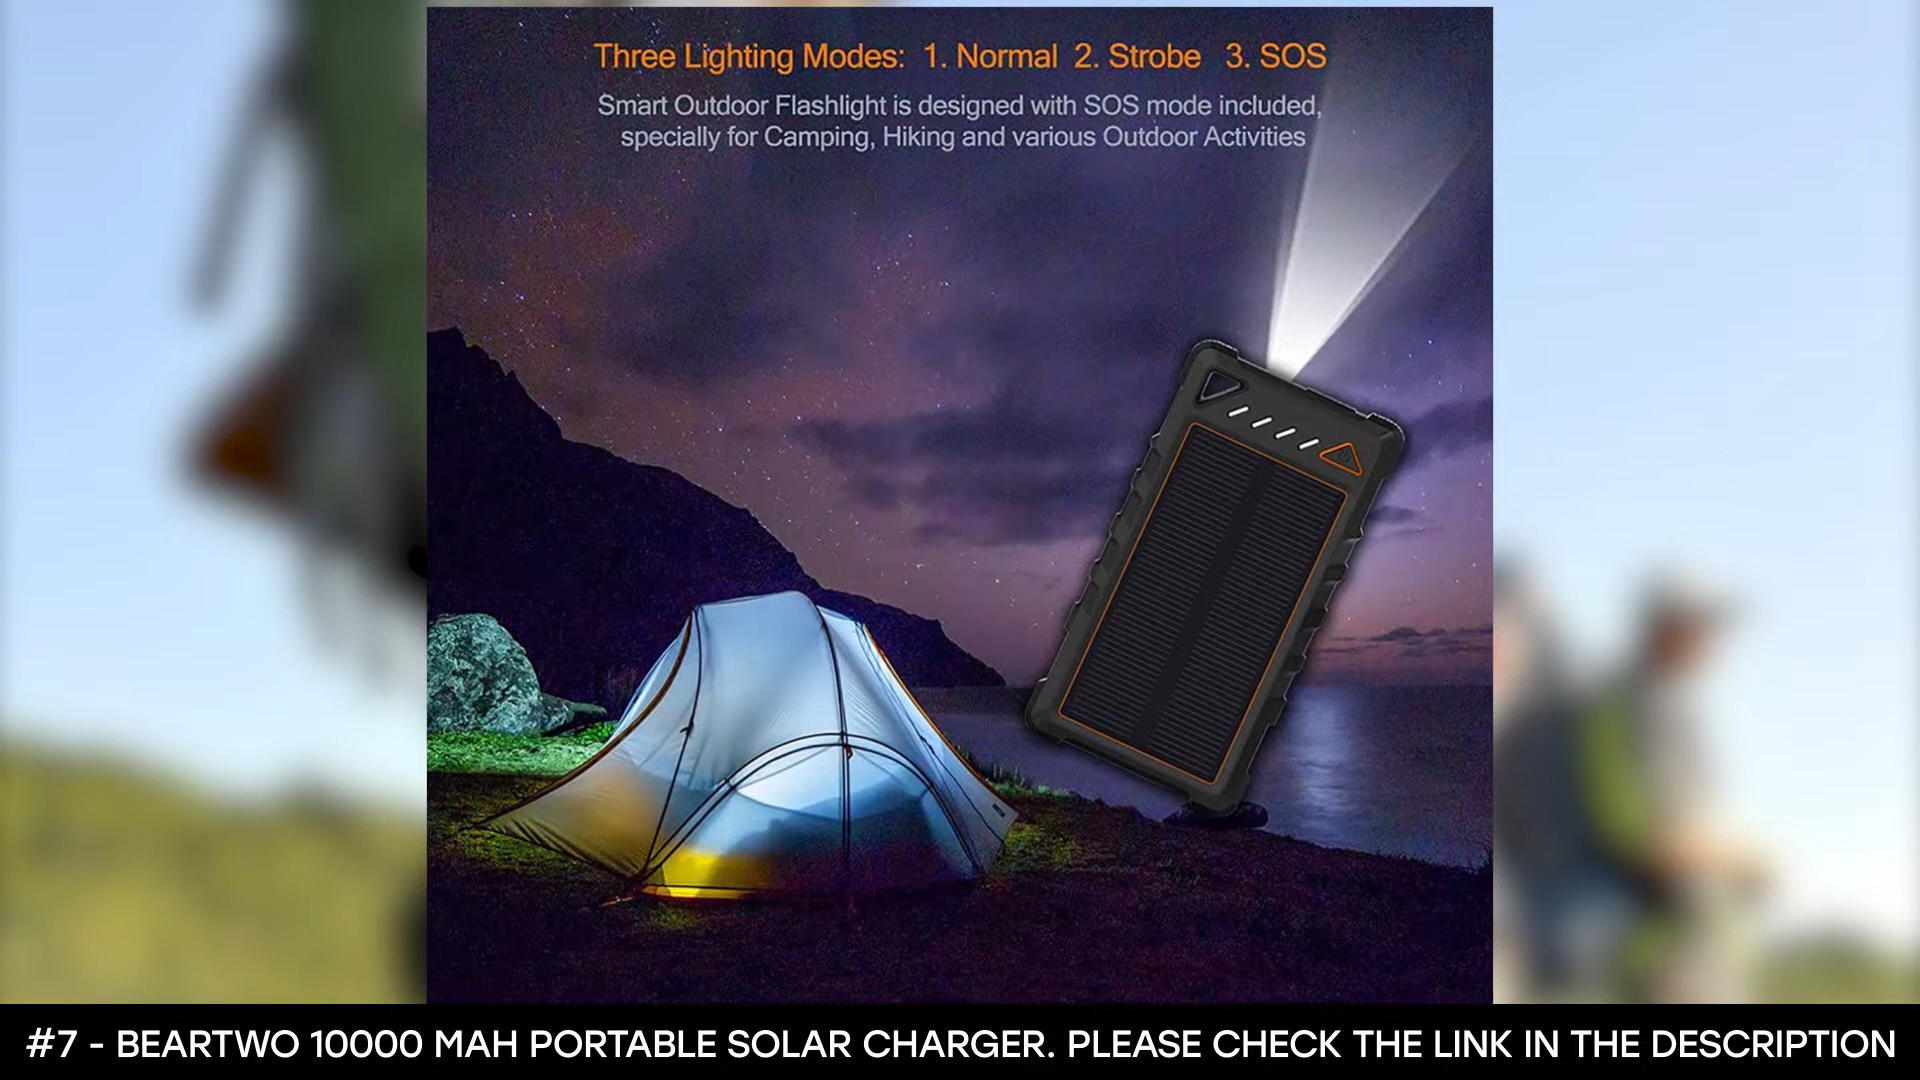 Three Lighting Modes: 1. Normal 2. Strobe 3. SOS
Smart Outdoor Flashlight is designed with SOS mode included,
specially for Camping, Hiking and various Outdoor Activities
#7 - BEARTWO 10000 MAH PORTABLE SOLAR CHARGER. PLEASE CHECK THE LINK IN THE DESCRIPTION